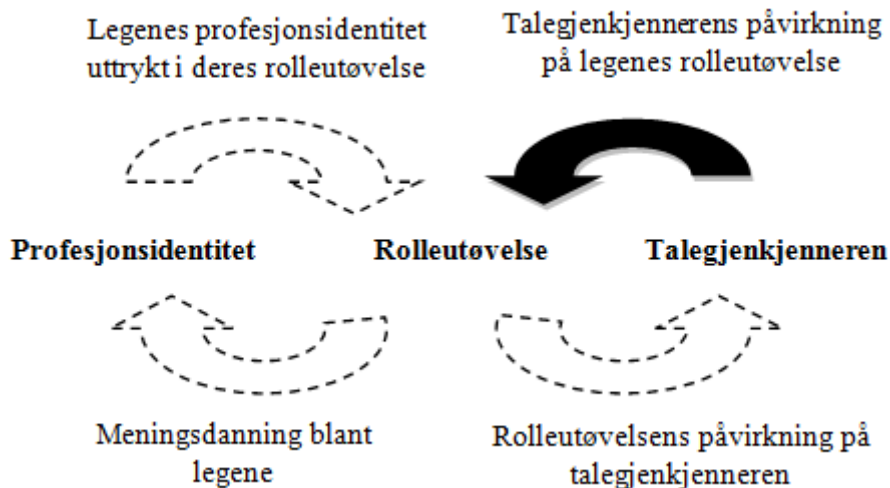 Legenes profesjonsidentitet
uttrykt i deres rolleutøvelse
Talegjenkjennerens påvirkning
på legenes rolleutøvelse
Profesjonsidentitet
Rolleutøvelse
Talegjenkjenneren
Meningsdanning blant
legene
Rolleutøvelsens påvirkning på
talegjenkjenneren